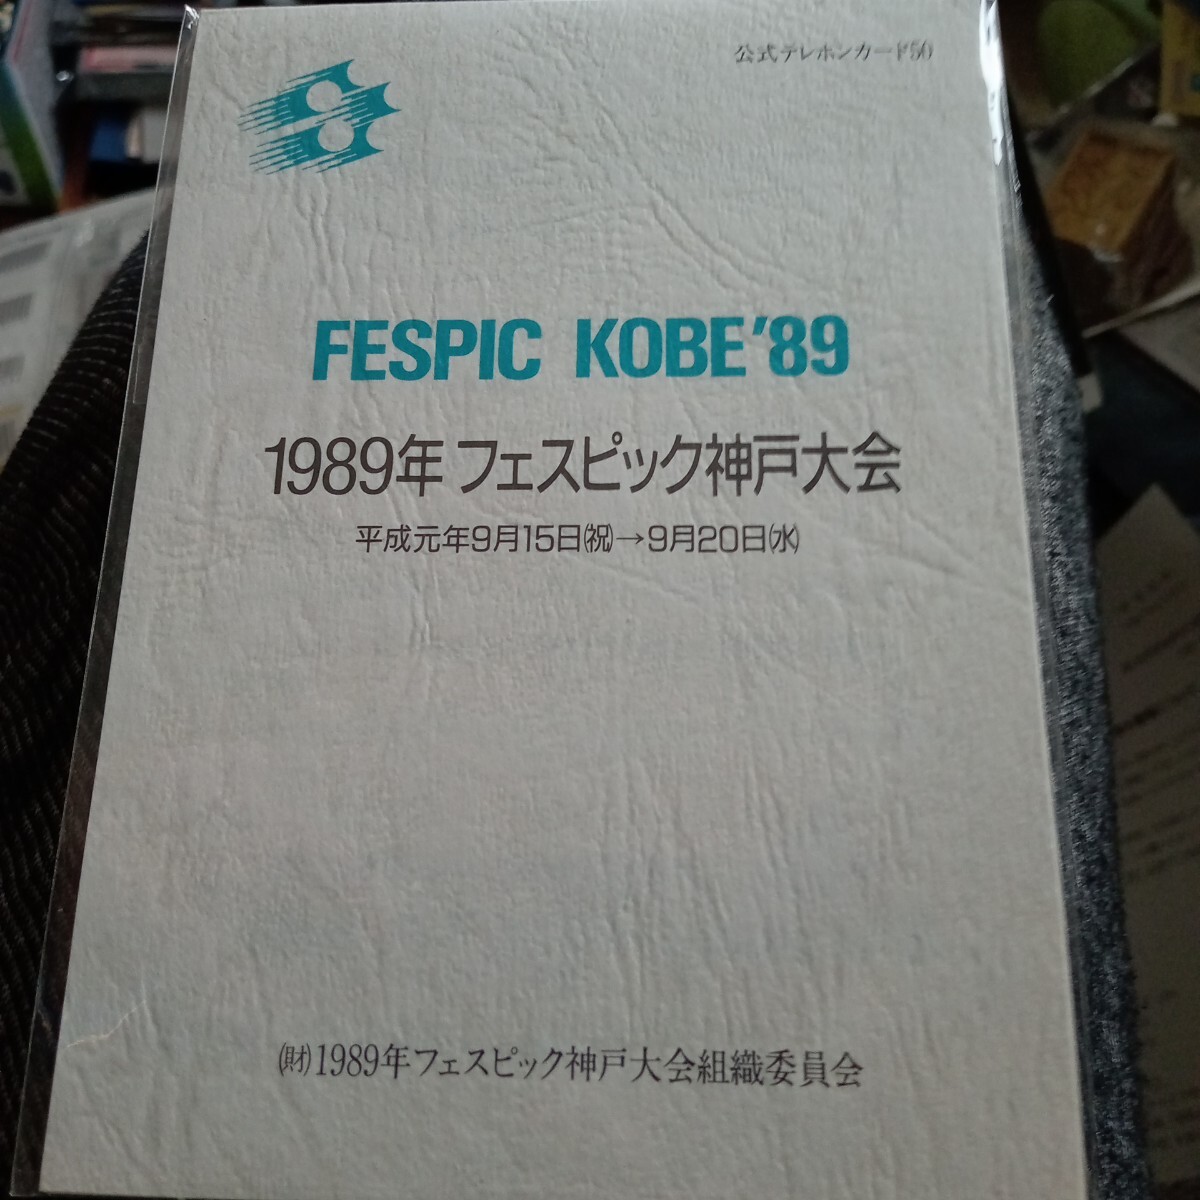 公式テレホンカード50
FESPIC KOBE'89
1989年 フェスピック神戸大会
平成元年9月15日(祝)→9月20日(水)
(財)1989年フェスピック神戸大会組織委員会